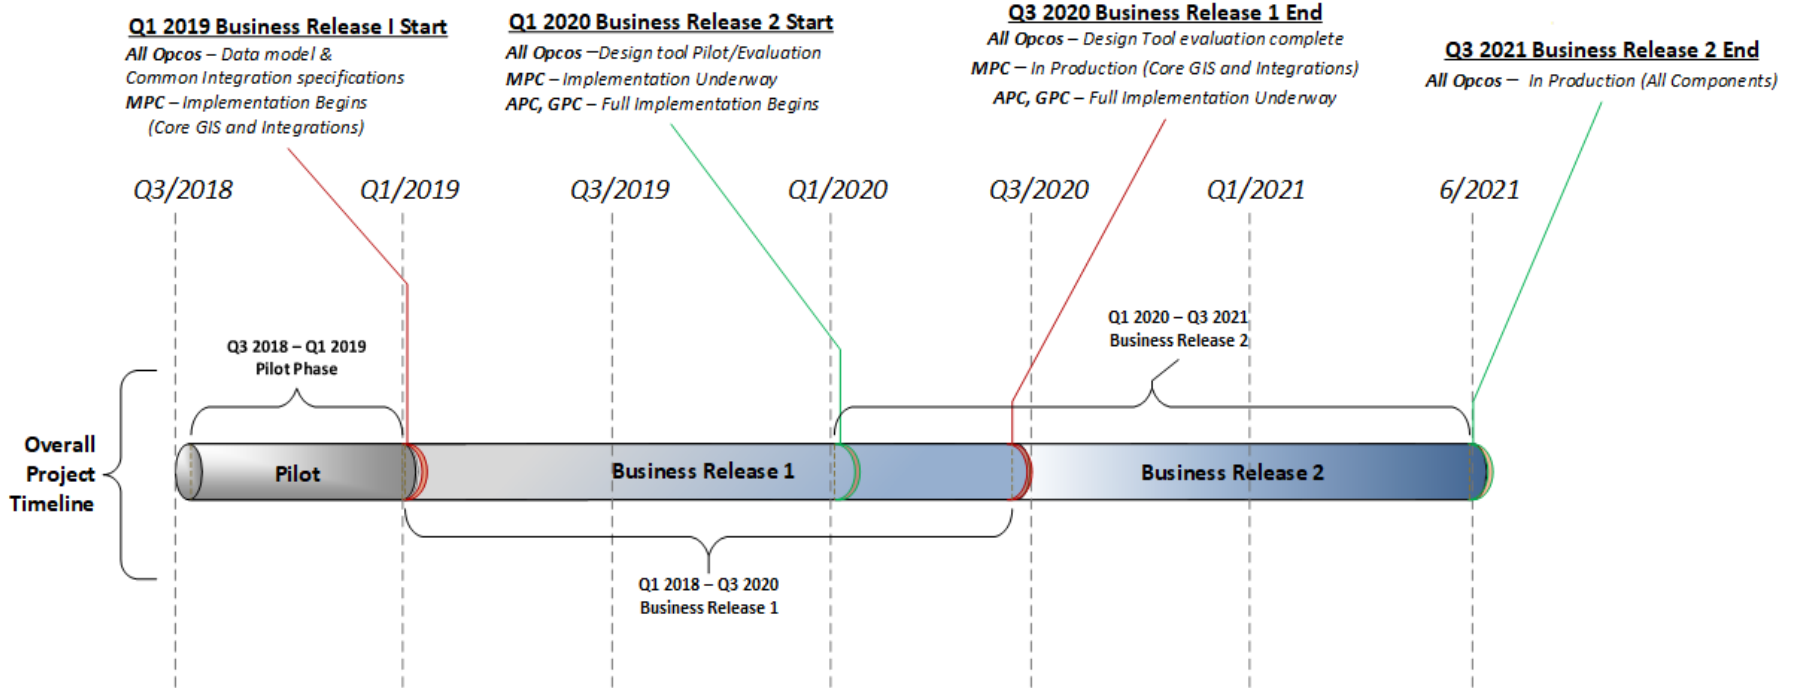 Q1 2019 Business Release I Start
All Opcos – Data model &
Common Integration specifications
MPC – Implementation Begins
(Core GIS and Integrations)
Q1 2020 Business Release 2 Start
All Opcos –Design tool Pilot/Evaluation
MPC – Implementation Underway
APC, GPC – Full Implementation Begins
Q3 2020 Business Release 1 End
All Opcos – Design Tool evaluation complete
MPC – In Production (Core GIS and Integrations)
APC, GPC – Full Implementation Underway
Q3 2021 Business Release 2 End
All Opcos – In Production (All Components)
Q3/2018
Q1/2019
Q3/2019
Q1/2020
Q3/2020
Q1/2021
6/2021
Q3 2018 – Q1 2019
Pilot Phase
Q1 2020 – Q3 2021
Business Release 2
Overall
Project
Timeline
Pilot
Business Release 1
Business Release 2
Q1 2018 – Q3 2020
Business Release 1